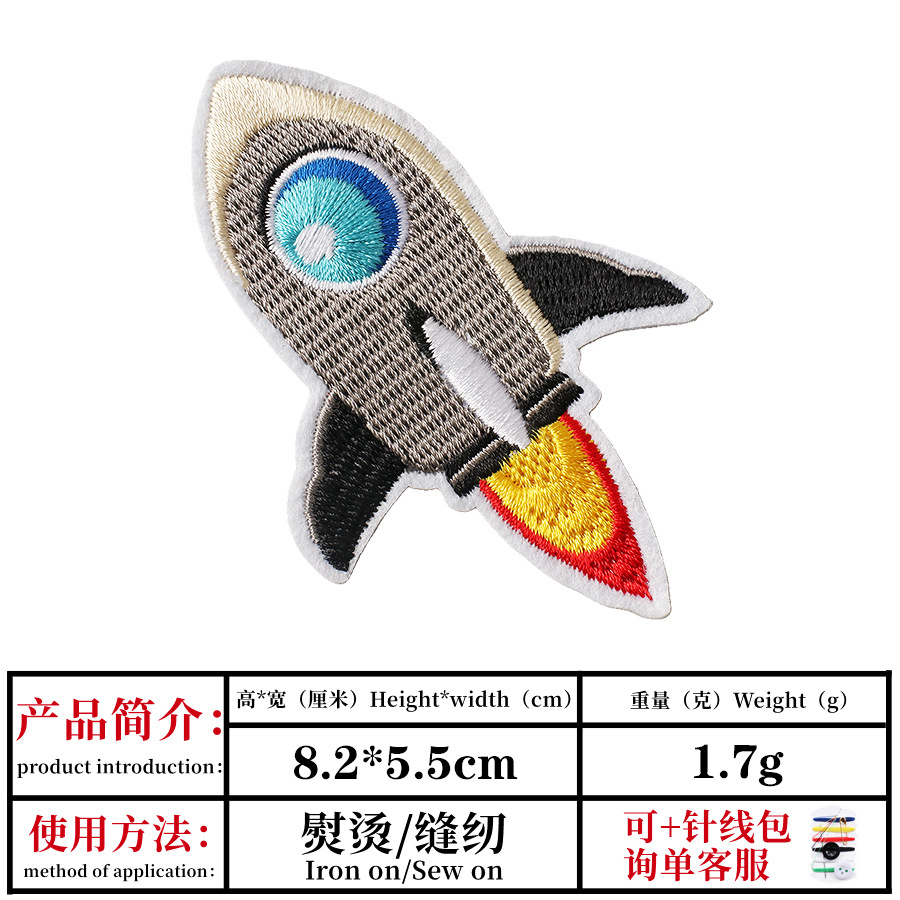 产品简介：
product introduction：
高*宽（厘米）Height*width（cm）
重量（克）Weight（g）
8.2*5.5cm
1.7g
使用方法：
method of application：
熨烫/缝纫
Iron on/Sew on
可+针线包
询单客服